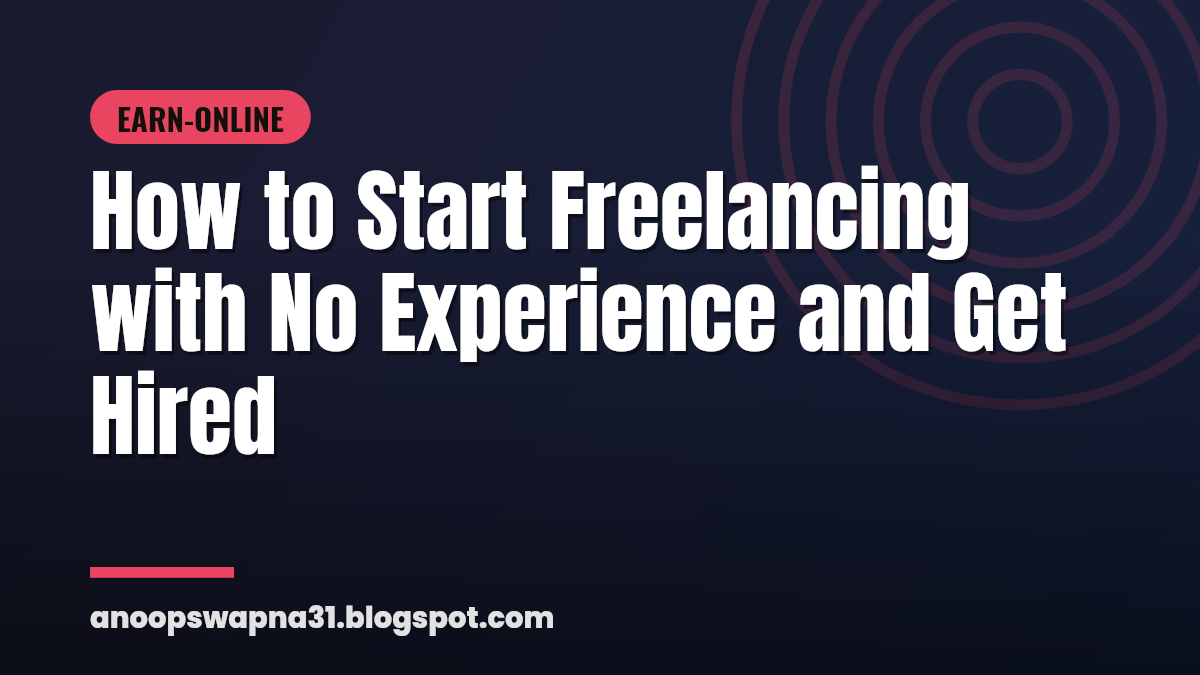 EARN-ONLINE
How to Start Freelancing
with No Experience and Get
Hired
anoopswapna31.blogspot.com